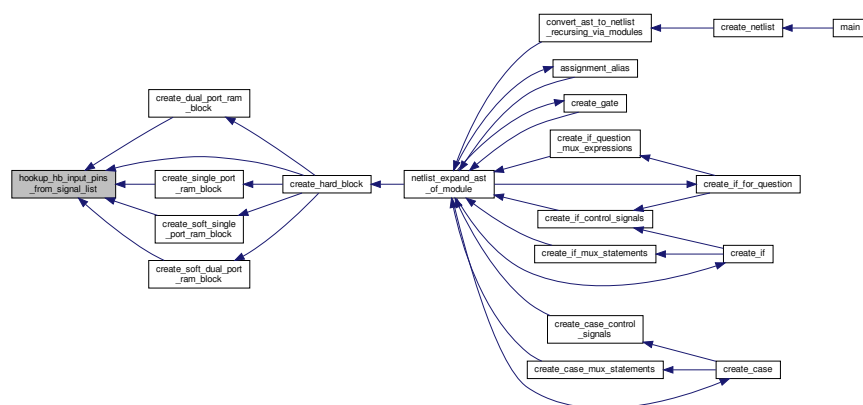 convert_ast_to_netlist
_recursing_via_modules
create_netlist
main
assignment_alias
create_gate
create_dual_port_ram
_block
create_if_question
_mux_expressions
hookup_hb_input_pins
_from_signal_list
create_single_port
_ram_block
create_hard_block
netlist_expand_ast
_of_module
create_if_for_question
create_soft_single
_port_ram_block
create_if_control_signals
create_if_mux_statements
create_if
create_soft_dual_port
_ram_block
create_case_control
_signals
create_case_mux_statements
create_case